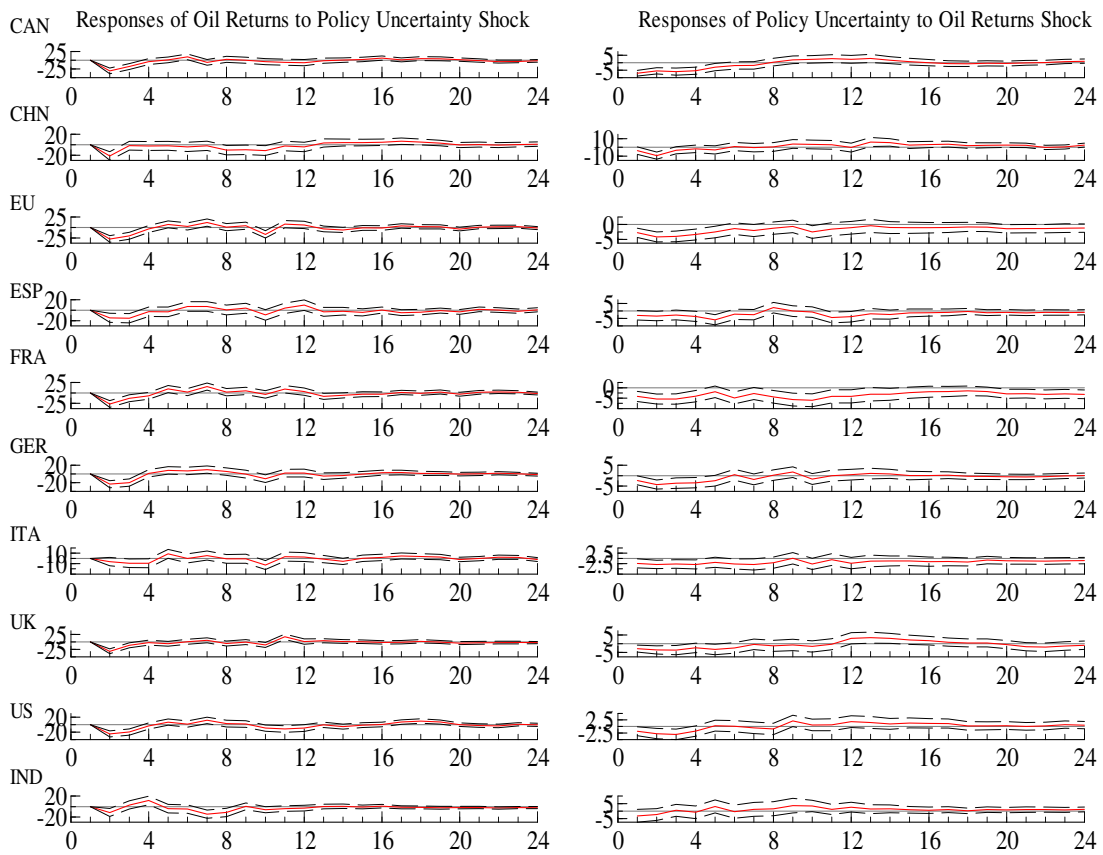 Responses of Oil Returns to Policy Uncertainty Shock Responses of Policy Uncertainty to Oil Returns Shock
CAN
25 5
-25 -5
0 4 8 12 16 20 24 0 4 8 12 16 20 24
CHN
20 10
-20 -10
0 4 8 12 16 20 24 0 4 8 12 16 20 24
EU
25 0
-25 -5
0 4 8 12 16 20 24 0 4 8 12 16 20 24
ESP
20 5
-20 -5
0 4 8 12 16 20 24 0 4 8 12 16 20 24
FRA
25 0
-25 -5
0 4 8 12 16 20 24 0 4 8 12 16 20 24
GER
20 5
-20 -5
0 4 8 12 16 20 24 0 4 8 12 16 20 24
ITA
10 2.5
-10 -2.5
0 4 8 12 16 20 24 0 4 8 12 16 20 24
UK
25 5
-25 -5
0 4 8 12 16 20 24 0 4 8 12 16 20 24
US
20 2.5
-20 -2.5
0 4 8 12 16 20 24 0 4 8 12 16 20 24
IND
20 5
-20 -5
0 4 8 12 16 20 24 0 4 8 12 16 20 24